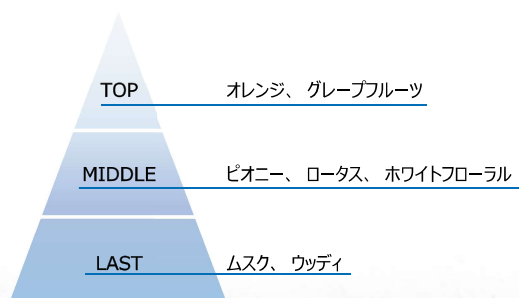 TOP オレンジ、 グレープフルーツ
MIDDLE ピオニー、 ロータス、 ホワイトフローラル
LAST ムスク、 ウッディ